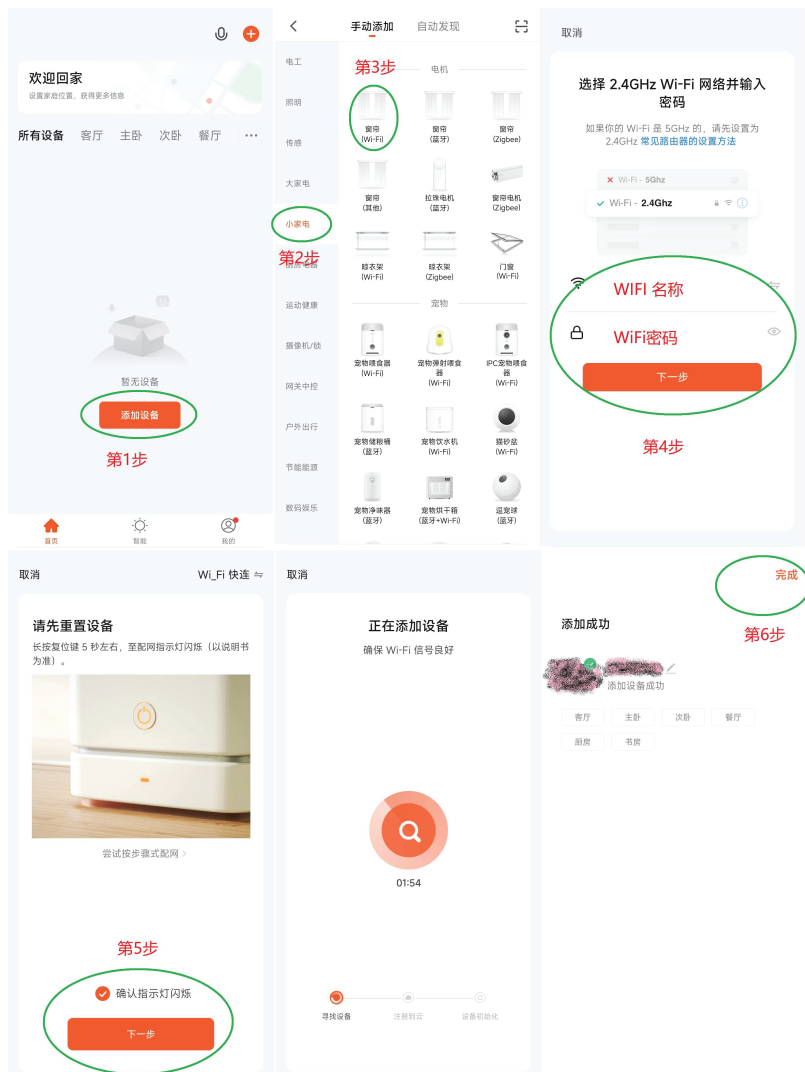 欢迎回家
设置家庭位置，获得更多信息
所有设备 客厅 主卧 次卧 餐厅 ···
暂无设备
添加设备
第1步
首页 智能 我的
手动添加 自动发现
电工
照明
传感
大家电
小家电
第2步
厨房电器
运动健康
摄像机/锁
网关中控
户外出行
节能能源
数码娱乐
第3步
电机
窗帘
(Wi-Fi)
窗帘
(蓝牙)
窗帘
(Zigbee)
窗帘
(其他)
拉珠电机
(蓝牙)
窗帘电机
(Zigbee)
晾衣架
(Wi-Fi)
晾衣架
(Zigbee)
门窗
(Wi-Fi)
宠物
宠物喂食器
(Wi-Fi)
宠物弹射喂食
器
(Wi-Fi)
IPC宠物喂食
器
(Wi-Fi)
宠物储粮桶
(蓝牙)
宠物饮水机
(Wi-Fi)
猫砂盆
(Wi-Fi)
宠物净味器
(蓝牙)
宠物烘干箱
(蓝牙+Wi-Fi)
逗宠球
(蓝牙)
取消
选择 2.4GHz Wi-Fi 网络并输入
密码
如果你的 Wi-Fi 是 5GHz 的，请先设置为
2.4GHz 常见路由器的设置方法
Wi-Fi - 5Ghz
Wi-Fi - 2.4Ghz
WIFI 名称
WiFi密码
下一步
第4步
取消 Wi_Fi 快连
请先重置设备
长按复位键 5 秒左右，至配网指示灯闪烁（以说明书
为准）。
尝试按步骤式配网
第5步
确认指示灯闪烁
下一步
取消
正在添加设备
确保 Wi-Fi 信号良好
01:54
寻找设备 注册到云 设备初始化
完成
第6步
添加成功
添加设备成功
客厅 主卧 次卧 餐厅
厨房 书房